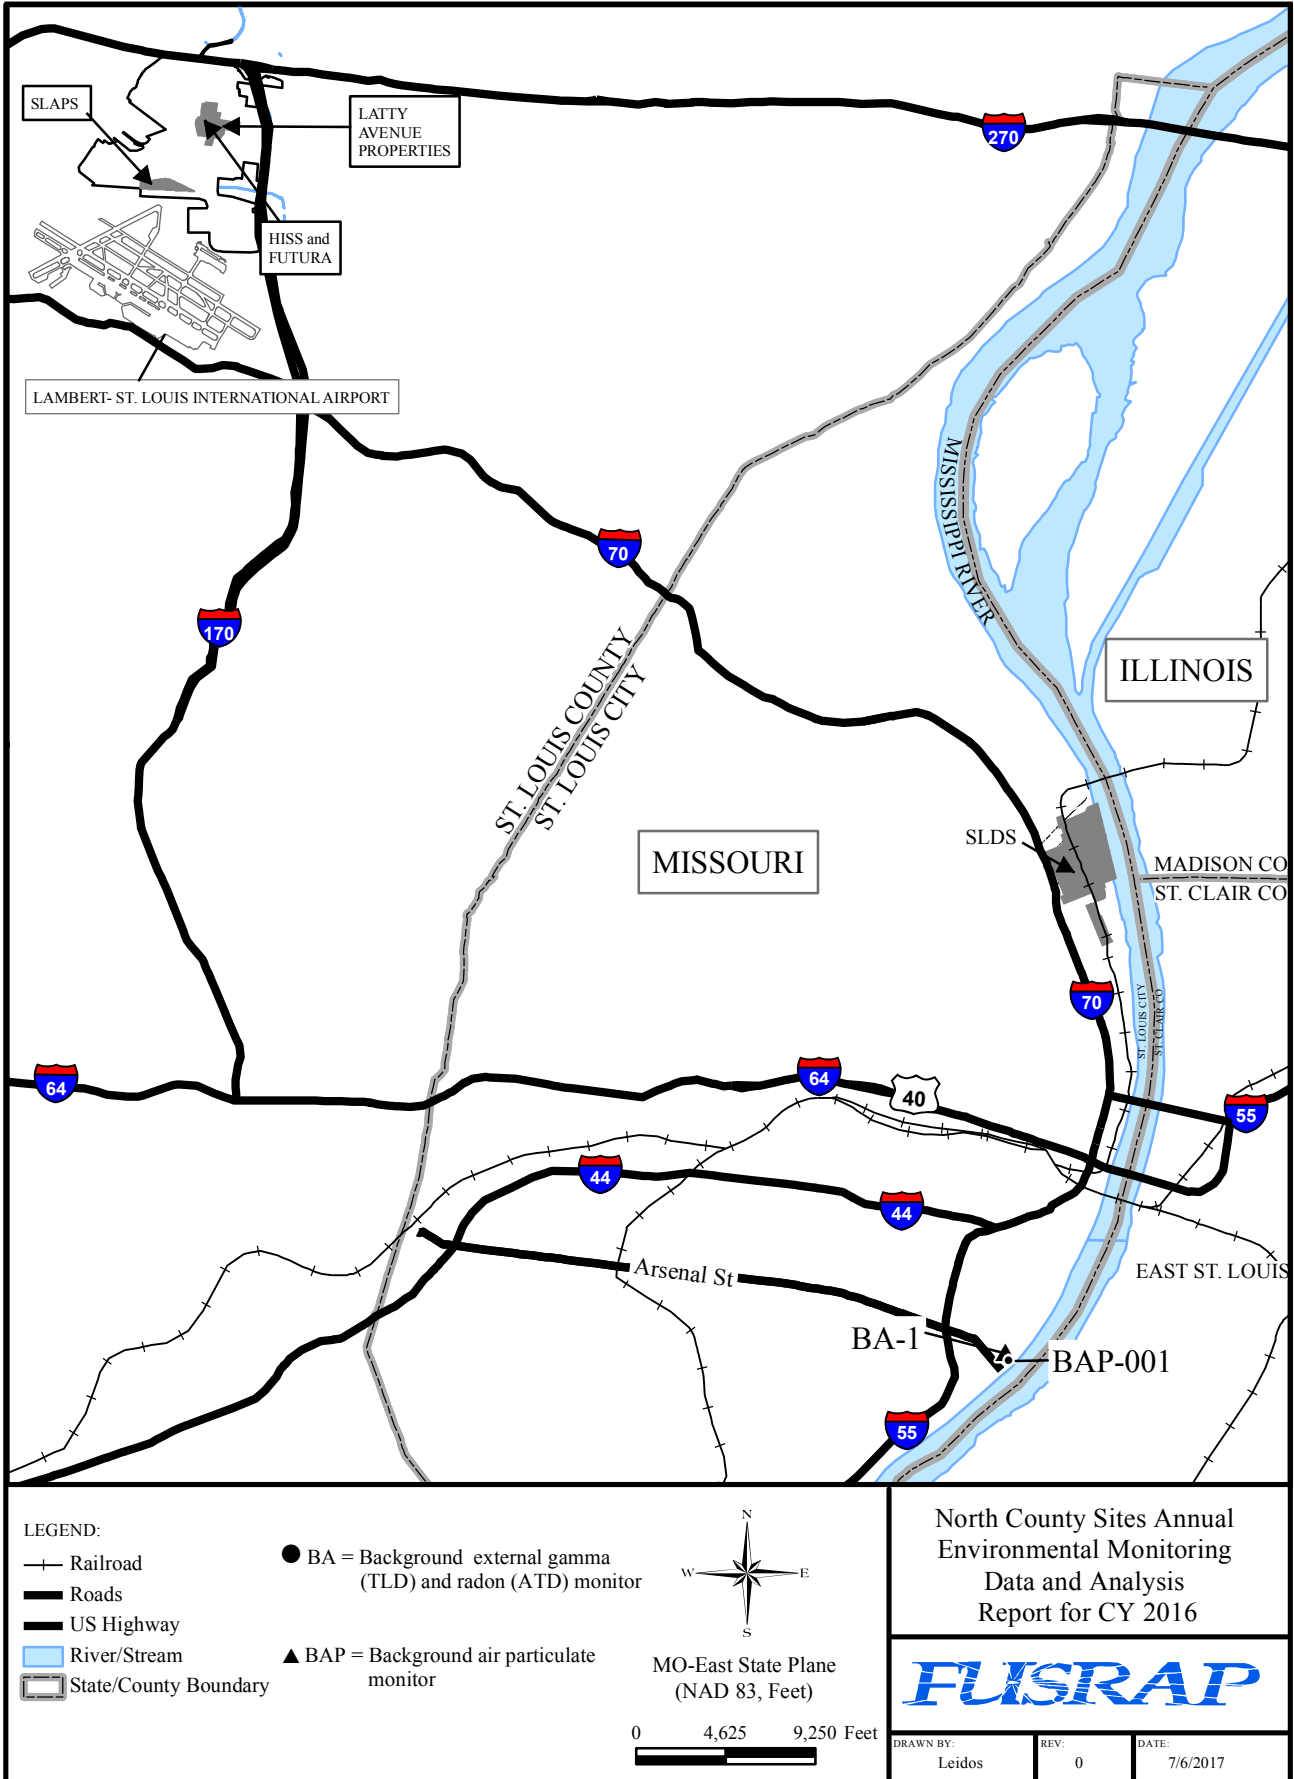 SLAPS
LATTY
AVENUE
PROPERTIES
270
HISS and
FUTURA
LAMBERT- ST. LOUIS INTERNATIONAL AIRPORT
MISSISSIPPI RIVER
70
170
ILLINOIS
ST. LOUIS COUNTY
ST. LOUIS CITY
MISSOURI
SLDS
MADISON CO
ST. CLAIR CO
70
ST. LOUIS CITY
ST. CLAIR CO
64
64
40
55
44
44
Arsenal St
EAST ST. LOUIS
BA-1
BAP-001
55
LEGEND:
Railroad
Roads
US Highway
River/Stream
State/County Boundary
BA = Background external gamma
(TLD) and radon (ATD) monitor
BAP = Background air particulate
monitor
N
W
E
S
MO-East State Plane
(NAD 83, Feet)
0 4,625 9,250 Feet
North County Sites Annual
Environmental Monitoring
Data and Analysis
Report for CY 2016
FUSRAP
DRAWN BY:
Leidos
REV:
0
DATE:
7/6/2017